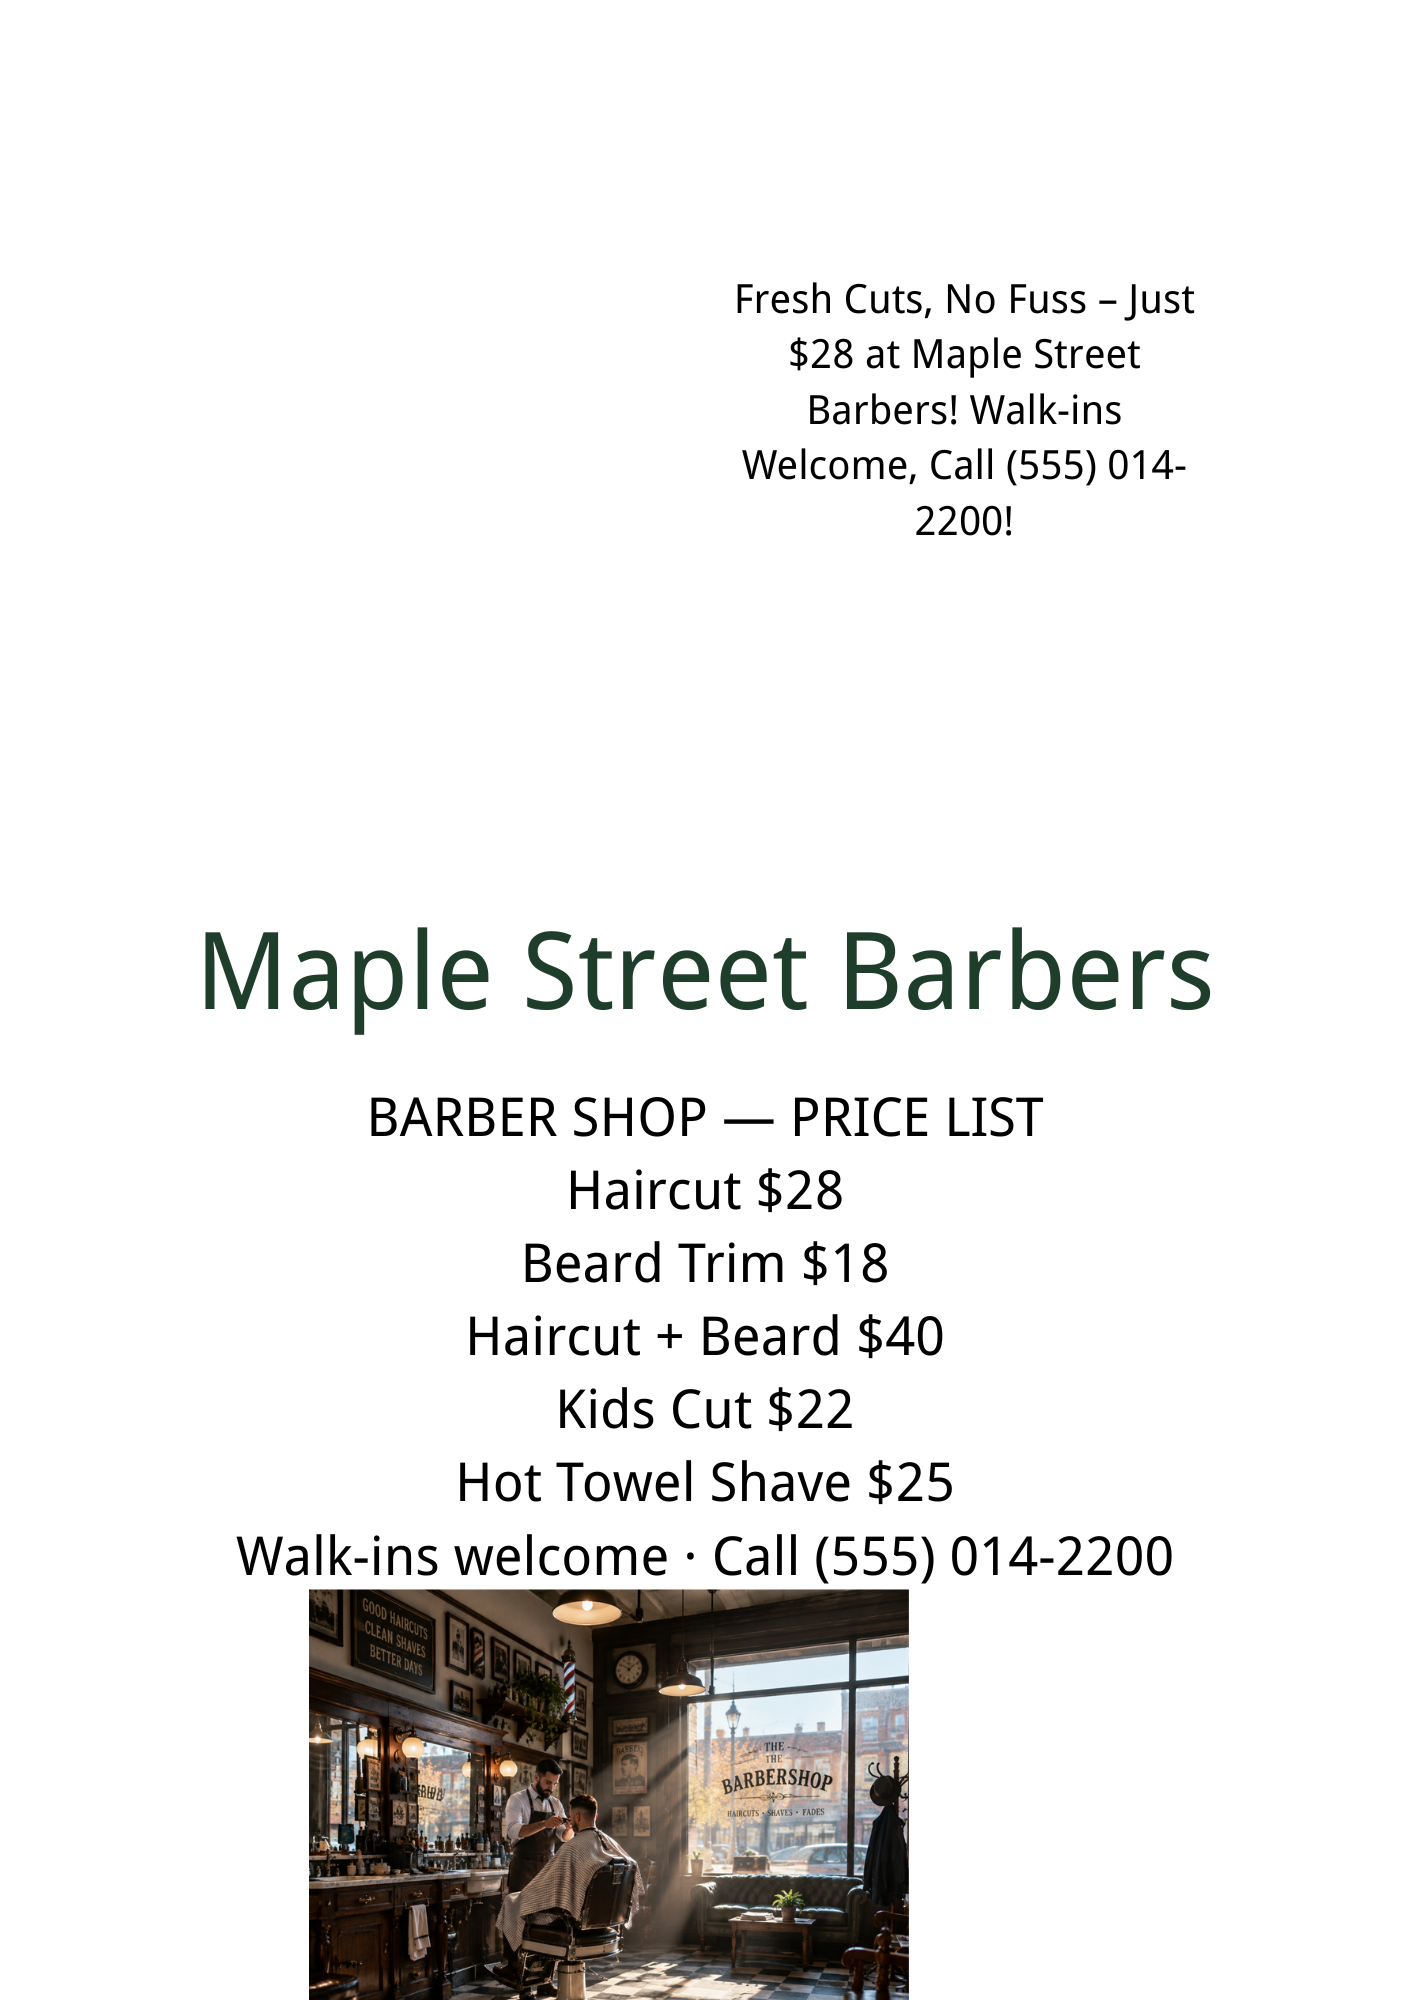 Fresh Cuts, No Fuss – Just
$28 at Maple Street
Barbers! Walk-ins
Welcome, Call (555) 014-
2200!
Maple Street Barbers
BARBER SHOP — PRICE LIST
Haircut $28
Beard Trim $18
Haircut + Beard $40
Kids Cut $22
Hot Towel Shave $25
Walk-ins welcome · Call (555) 014-2200
GOOD HAIRCUTS
CLEAN SHAVES
BETTER DAYS
THE
THE
BARBERSHOP
HAIRCUTS · SHAVES · FADES